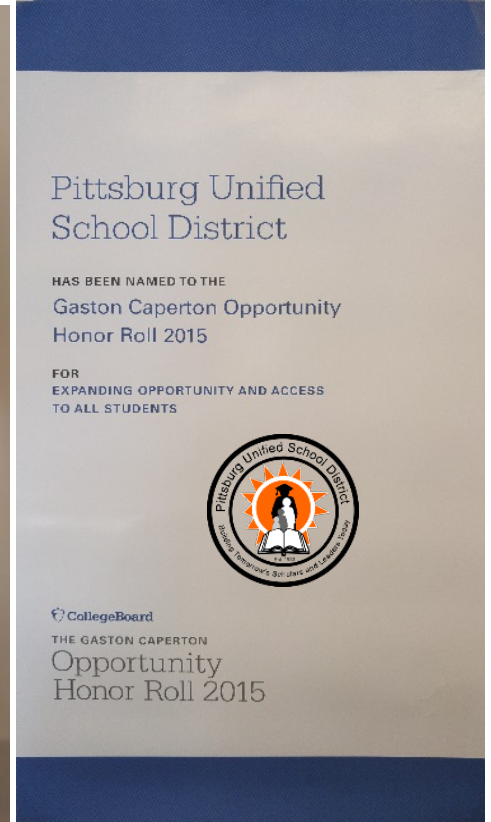 Pittsburg Unified
School District
HAS BEEN NAMED TO THE
Gaston Caperton Opportunity
Honor Roll 2015
FOR
EXPANDING OPPORTUNITY AND ACCESS
TO ALL STUDENTS
Pittsburg Unified School District
Building Tomorrow's Scholars and Leaders Today
CollegeBoard
THE GASTON CAPERTON
Opportunity
Honor Roll 2015